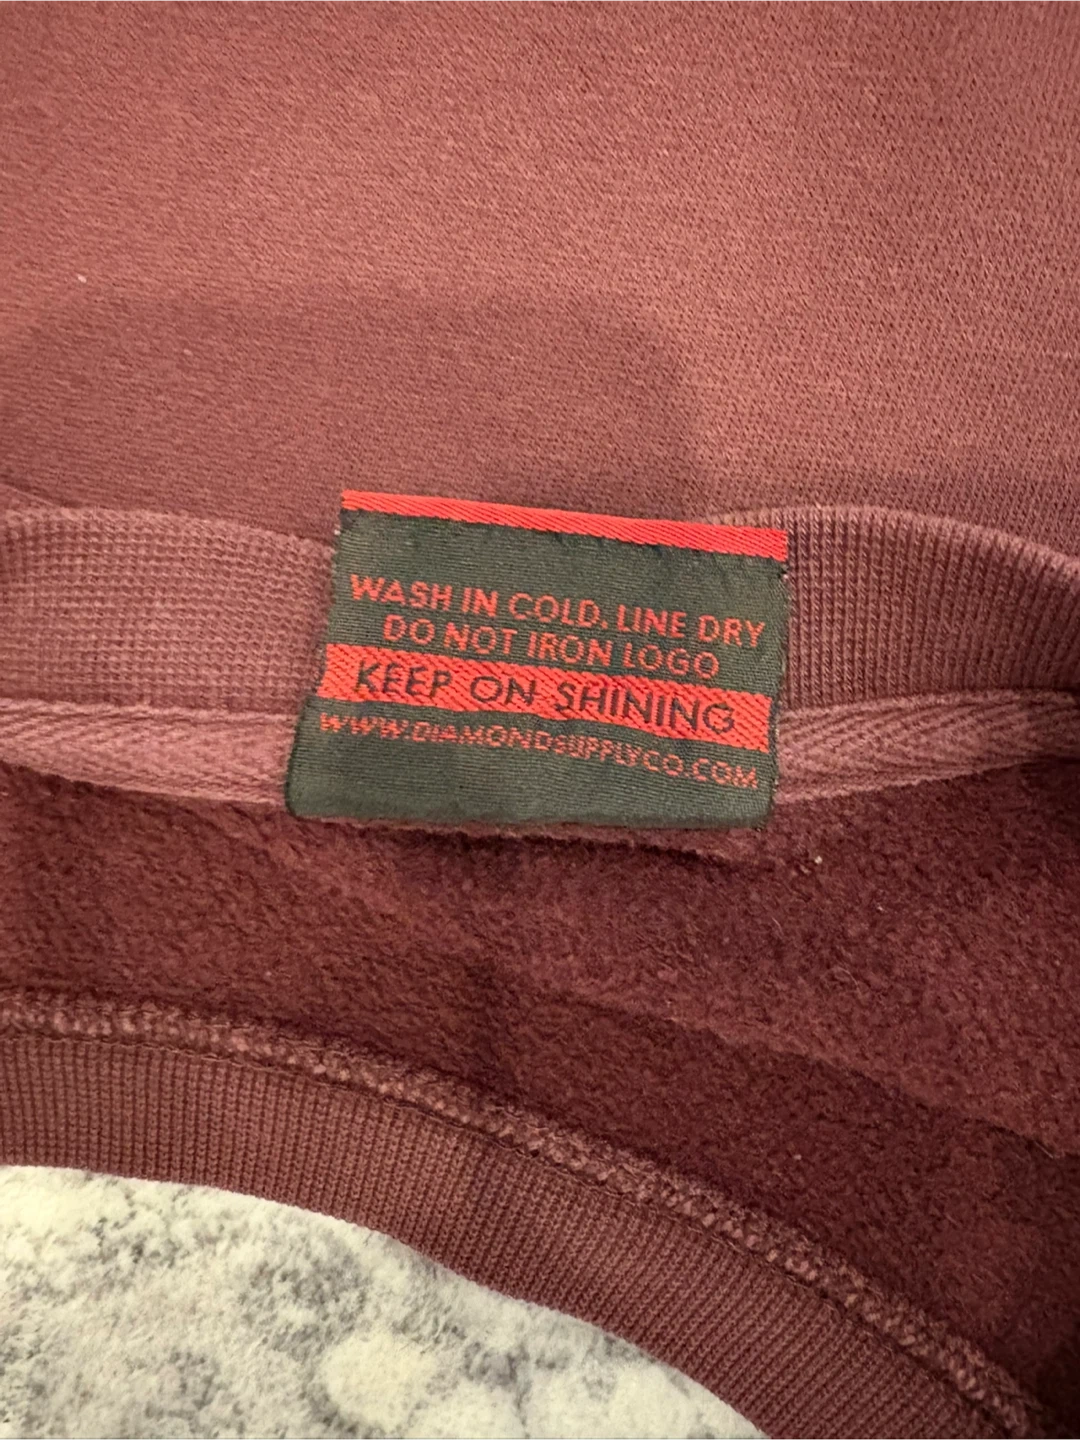 WASH IN COLD, LINE DRY
DO NOT IRON LOGO
KEEP ON SHINING
WWW.DIAMONDSUPPLYCO.COM